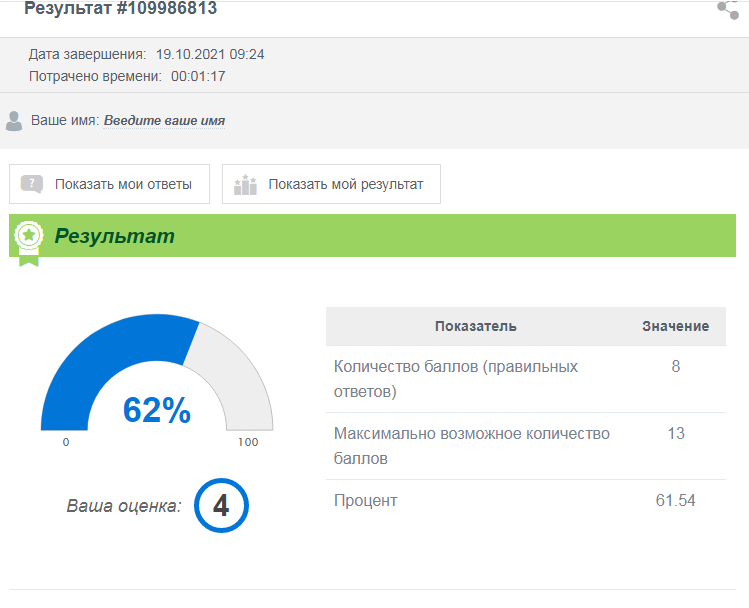 Результат #109986813
Дата завершения: 19.10.2021 09:24
Потрачено времени: 00:01:17
Ваше имя: Введите ваше имя
?
Показать мои ответы
Показать мой результат
Результат
62%
0
100
Ваша оценка: 4
Показатель Значение
Количество баллов (правильных 8
ответов)
Максимально возможное количество 13
баллов
Процент 61.54